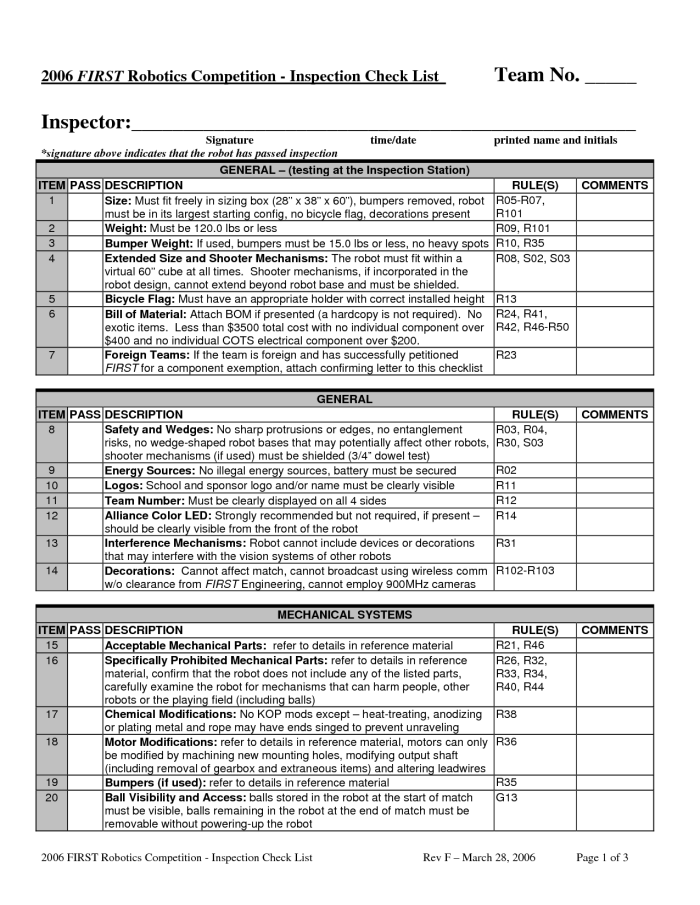 2006 FIRST Robotics Competition - Inspection Check List Team No. _____
Inspector:
Signature time/date printed name and initials
*signature above indicates that the robot has passed inspection
GENERAL – (testing at the Inspection Station)
ITEM PASS DESCRIPTION RULE(S) COMMENTS
1 Size: Must fit freely in sizing box (28" x 38" x 60"), bumpers removed, robot R05-R07,
must be in its largest starting config, no bicycle flag, decorations present R101
2 Weight: Must be 120.0 lbs or less R09, R101
3 Bumper Weight: If used, bumpers must be 15.0 lbs or less, no heavy spots R10, R35
4 Extended Size and Shooter Mechanisms: The robot must fit within a R08, S02, S03
virtual 60" cube at all times. Shooter mechanisms, if incorporated in the
robot design, cannot extend beyond robot base and must be shielded.
5 Bicycle Flag: Must have an appropriate holder with correct installed height R13
6 Bill of Material: Attach BOM if presented (a hardcopy is not required). No R24, R41,
exotic items. Less than $3500 total cost with no individual component over R42, R46-R50
$400 and no individual COTS electrical component over $200.
7 Foreign Teams: If the team is foreign and has successfully petitioned R23
FIRST for a component exemption, attach confirming letter to this checklist
GENERAL
ITEM PASS DESCRIPTION RULE(S) COMMENTS
8 Safety and Wedges: No sharp protrusions or edges, no entanglement R03, R04,
risks, no wedge-shaped robot bases that may potentially affect other robots, R30, S03
shooter mechanisms (if used) must be shielded (3/4" dowel test)
9 Energy Sources: No illegal energy sources, battery must be secured R02
10 Logos: School and sponsor logo and/or name must be clearly visible R11
11 Team Number: Must be clearly displayed on all 4 sides R12
12 Alliance Color LED: Strongly recommended but not required, if present – R14
should be clearly visible from the front of the robot
13 Interference Mechanisms: Robot cannot include devices or decorations R31
that may interfere with the vision systems of other robots
14 Decorations: Cannot affect match, cannot broadcast using wireless comm R102-R103
w/o clearance from FIRST Engineering, cannot employ 900MHz cameras
MECHANICAL SYSTEMS
ITEM PASS DESCRIPTION RULE(S) COMMENTS
15 Acceptable Mechanical Parts: refer to details in reference material R21, R46
16 Specifically Prohibited Mechanical Parts: refer to details in reference R26, R32,
material, confirm that the robot does not include any of the listed parts, R33, R34,
carefully examine the robot for mechanisms that can harm people, other R40, R44
robots or the playing field (including balls)
17 Chemical Modifications: No KOP mods except – heat-treating, anodizing R38
or plating metal and rope may have ends singed to prevent unraveling
18 Motor Modifications: refer to details in reference material, motors can only R36
be modified by machining new mounting holes, modifying output shaft
(including removal of gearbox and extraneous items) and altering leadwires
19 Bumpers (if used): refer to details in reference material R35
20 Ball Visibility and Access: balls stored in the robot at the start of match G13
must be visible, balls remaining in the robot at the end of match must be
removable without powering-up the robot
2006 FIRST Robotics Competition - Inspection Check List Rev F – March 28, 2006 Page 1 of 3